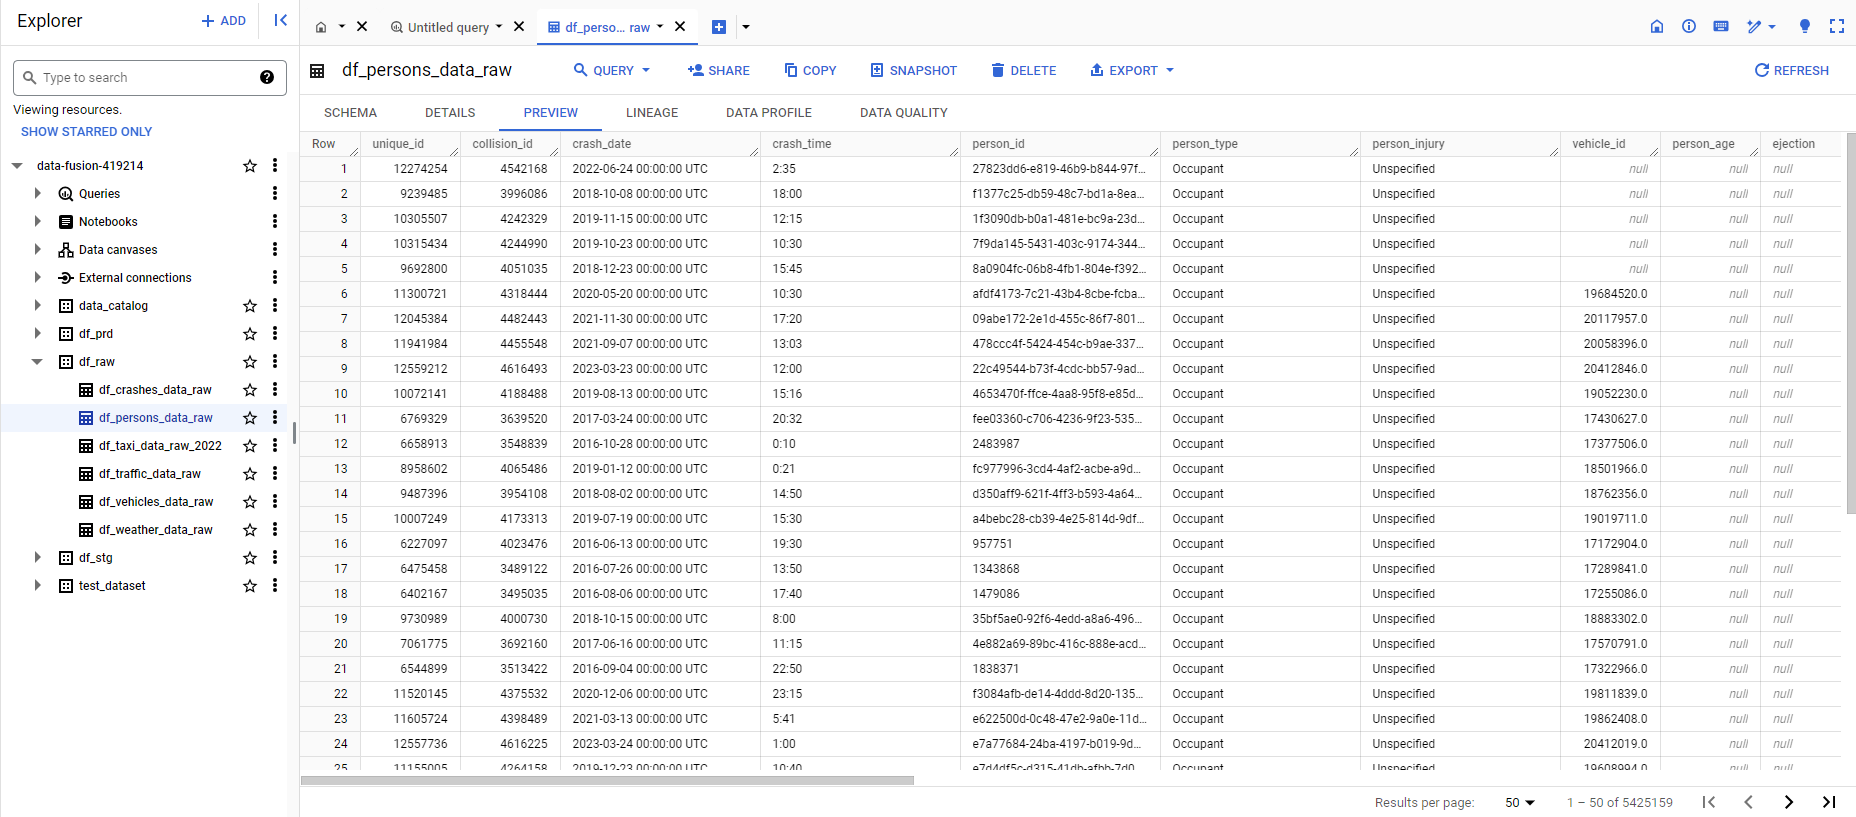 Explorer
+ ADD
Untitled query
df_perso... raw
Type to search
Viewing resources.
SHOW STARRED ONLY
data-fusion-419214
Queries
Notebooks
Data canvases
External connections
data_catalog
df_prd
df_raw
df_crashes_data_raw
df_persons_data_raw
df_taxi_data_raw_2022
df_traffic_data_raw
df_vehicles_data_raw
df_weather_data_raw
df_stg
test_dataset
df_persons_data_raw
QUERY SHARE COPY SNAPSHOT DELETE EXPORT REFRESH
SCHEMA DETAILS PREVIEW LINEAGE DATA PROFILE DATA QUALITY
Row unique_id collision_id crash_date crash_time person_id person_type person_injury vehicle_id person_age ejection
1 12274254 4542168 2022-06-24 00:00:00 UTC 2:35 27823dd6-e819-46b9-b844-97f... Occupant Unspecified null null null
2 9239485 3996086 2018-10-08 00:00:00 UTC 18:00 f1377c25-db59-48c7-bd1a-8ea... Occupant Unspecified null null null
3 10305507 4242329 2019-11-15 00:00:00 UTC 12:15 1f3090db-b0a1-481e-bc9a-23d... Occupant Unspecified null null null
4 10315434 4244990 2019-10-23 00:00:00 UTC 10:30 7f9da145-5431-403c-9174-344... Occupant Unspecified null null null
5 9692800 4051035 2018-12-23 00:00:00 UTC 15:45 8a0904fc-06b8-4fb1-804e-f392... Occupant Unspecified null null null
6 11300721 4318444 2020-05-20 00:00:00 UTC 10:30 afdf4173-7c21-43b4-8cbe-fcba... Occupant Unspecified 19684520.0 null null
7 12045384 4482443 2021-11-30 00:00:00 UTC 17:20 09abe172-2e1d-455c-86f7-801... Occupant Unspecified 20117957.0 null null
8 11941984 4455548 2021-09-07 00:00:00 UTC 13:03 478ccc4f-5424-454c-b9ae-337... Occupant Unspecified 20058396.0 null null
9 12559212 4616493 2023-03-23 00:00:00 UTC 12:00 22c49544-b73f-4cdc-bb57-9ad... Occupant Unspecified 20412846.0 null null
10 10072141 4188488 2019-08-13 00:00:00 UTC 15:16 4653470f-ffce-4aa8-95f8-e85d... Occupant Unspecified 19052230.0 null null
11 6769329 3639520 2017-03-24 00:00:00 UTC 20:32 fee03360-c706-4236-9f23-535... Occupant Unspecified 17430627.0 null null
12 6658913 3548839 2016-10-28 00:00:00 UTC 0:10 2483987 Occupant Unspecified 17377506.0 null null
13 8958602 4065486 2019-01-12 00:00:00 UTC 0:21 fc977996-3cd4-4af2-acbe-a9d... Occupant Unspecified 18501966.0 null null
14 9487396 3954108 2018-08-02 00:00:00 UTC 14:50 d350aff9-621f-4ff3-b593-4a64... Occupant Unspecified 18762356.0 null null
15 10007249 4173313 2019-07-19 00:00:00 UTC 15:30 a4bebc28-cb39-4e25-814d-9df... Occupant Unspecified 19019711.0 null null
16 6227097 4023476 2016-06-13 00:00:00 UTC 19:30 957751 Occupant Unspecified 17172904.0 null null
17 6475458 3489122 2016-07-26 00:00:00 UTC 13:50 1343868 Occupant Unspecified 17289841.0 null null
18 6402167 3495035 2016-08-06 00:00:00 UTC 17:40 1479086 Occupant Unspecified 17255086.0 null null
19 9730989 4000730 2018-10-15 00:00:00 UTC 8:00 35bf5ae0-92f6-4edd-a8a6-496... Occupant Unspecified 18883302.0 null null
20 7061775 3692160 2017-06-16 00:00:00 UTC 11:15 4e882a69-89bc-416c-888e-acd... Occupant Unspecified 17570791.0 null null
21 6544899 3513422 2016-09-04 00:00:00 UTC 22:50 1838371 Occupant Unspecified 17322966.0 null null
22 11520145 4375532 2020-12-06 00:00:00 UTC 23:15 f3084afb-de14-4ddd-8d20-135... Occupant Unspecified 19811839.0 null null
23 11605724 4398489 2021-03-13 00:00:00 UTC 5:41 e622500d-0c48-47e2-9a0e-11d... Occupant Unspecified 19862408.0 null null
24 12557736 4616225 2023-03-24 00:00:00 UTC 1:00 e7a77684-24ba-4197-b019-9d... Occupant Unspecified 20412019.0 null null
25 11155005 4264158 2019-12-23 00:00:00 UTC 10:40 e7d4df5c-d315-41db-afbb-7d0... Occupant Unspecified 19608994.0 null null
Results per page: 50 1 – 50 of 5425159